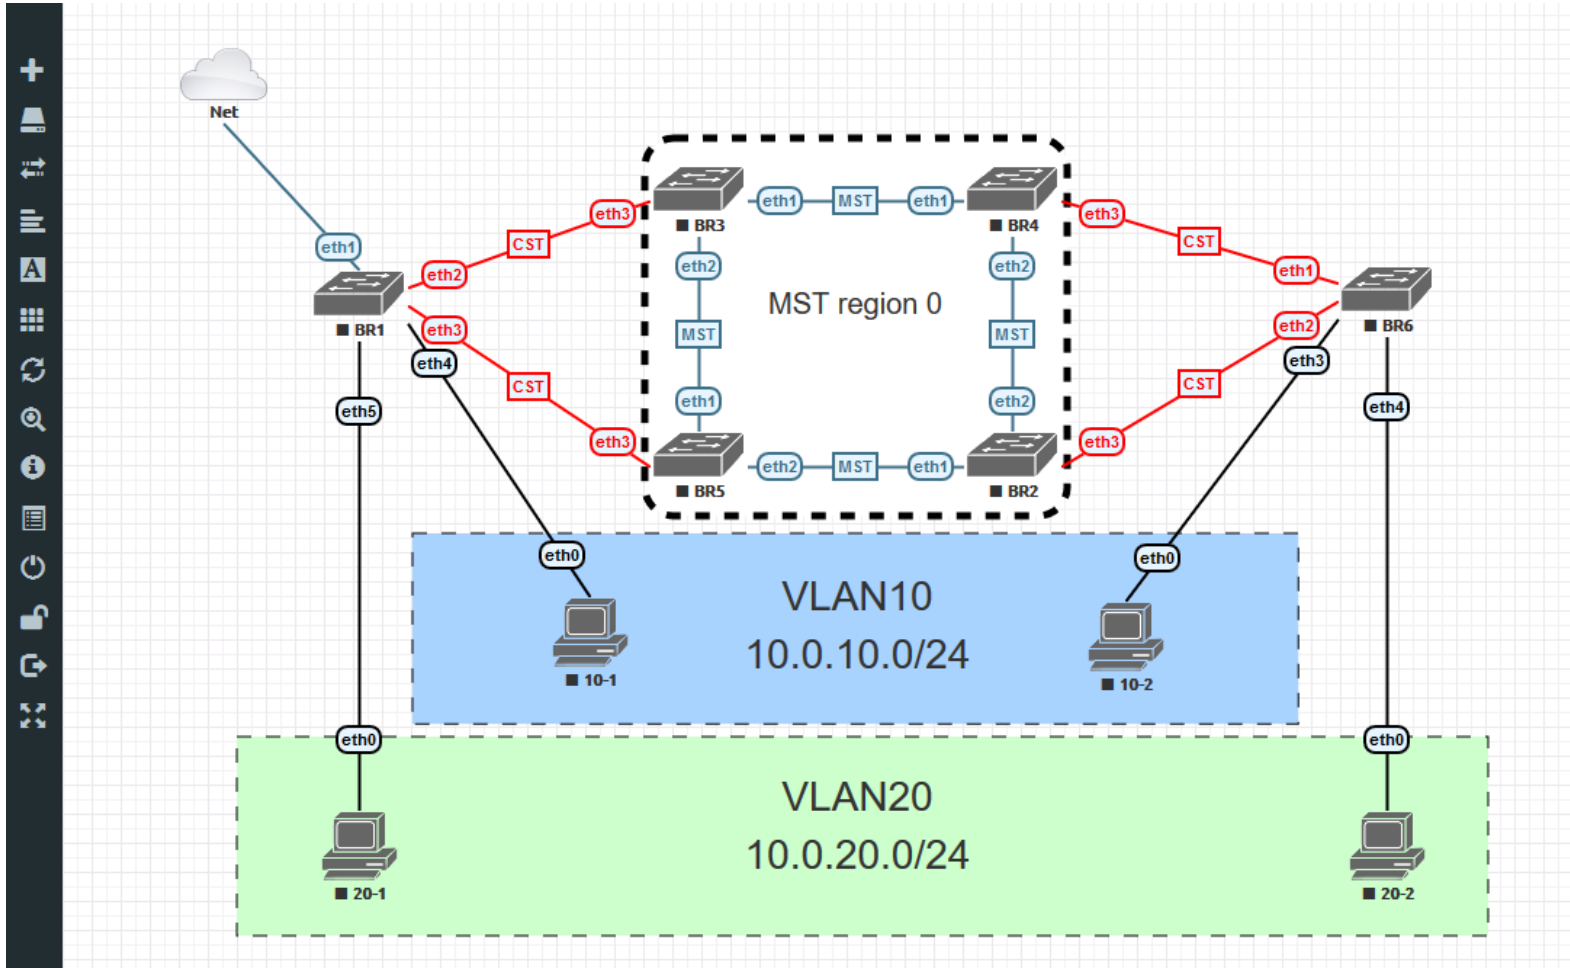 Net
eth1
BR1
eth2
CST
eth3
eth3
CST
eth3
eth4
eth5
BR3
eth1
MST
eth1
BR4
eth2
MST
eth1
MST region 0
eth2
MST
eth2
BR5
eth2
MST
eth1
BR2
eth3
CST
eth1
BR6
eth2
CST
eth3
eth3
eth4
eth0
eth0
VLAN10
10.0.10.0/24
10-1
10-2
eth0
eth0
VLAN20
10.0.20.0/24
20-1
20-2